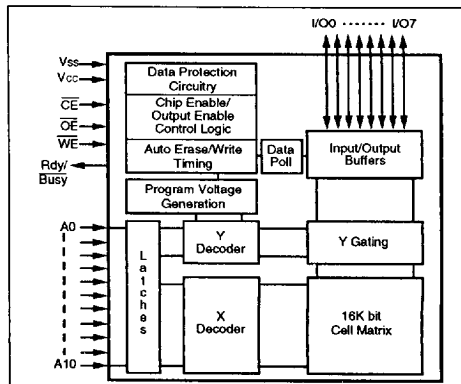 I/O0 ········ I/O7
VSS
VCC
CE
OE
WE
Rdy/
Busy
Data Protection
Circuitry
Chip Enable/
Output Enable
Control Logic
Auto Erase/Write
Timing
Data
Poll
Input/Output
Buffers
Program Voltage
Generation
A0
A10
Latches
Y
Decoder
Y Gating
X
Decoder
16K bit
Cell Matrix